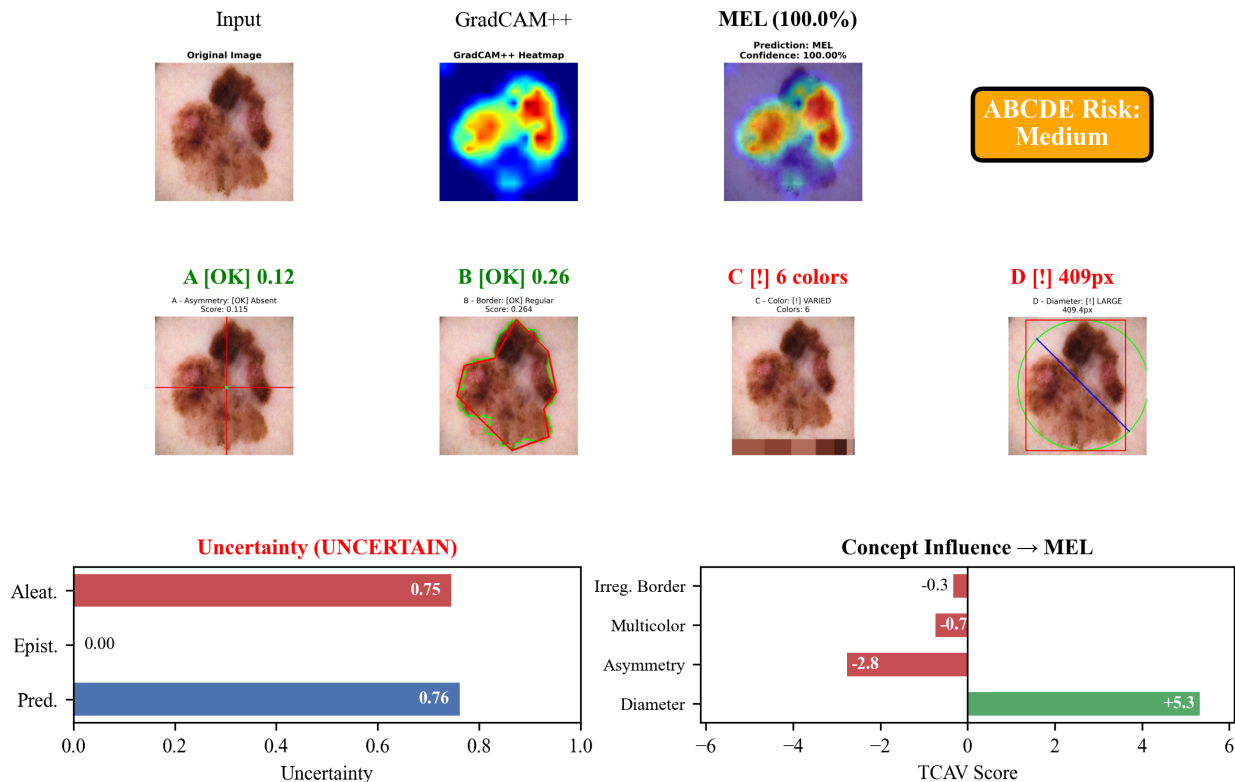 Input
GradCAM++
MEL (100.0%)
Original Image
GradCAM++ Heatmap
Prediction: MEL
Confidence: 100.00%
ABCDE Risk:
Medium
A [OK] 0.12
B [OK] 0.26
C [!] 6 colors
D [!] 409px
A - Asymmetry: [OK] Absent
Score: 0.115
B - Border: [OK] Regular
Score: 0.264
C - Color: [!] VARIED
Colors: 6
D - Diameter: [!] LARGE
409.4px
Uncertainty (UNCERTAIN)
Aleat.
0.75
Epist.
0.00
Pred.
0.76
0.0
0.2
0.4
0.6
0.8
1.0
Uncertainty
Concept Influence → MEL
Irreg. Border
-0.3
Multicolor
-0.7
Asymmetry
-2.8
Diameter
+5.3
−6
−4
−2
0
2
4
6
TCAV Score